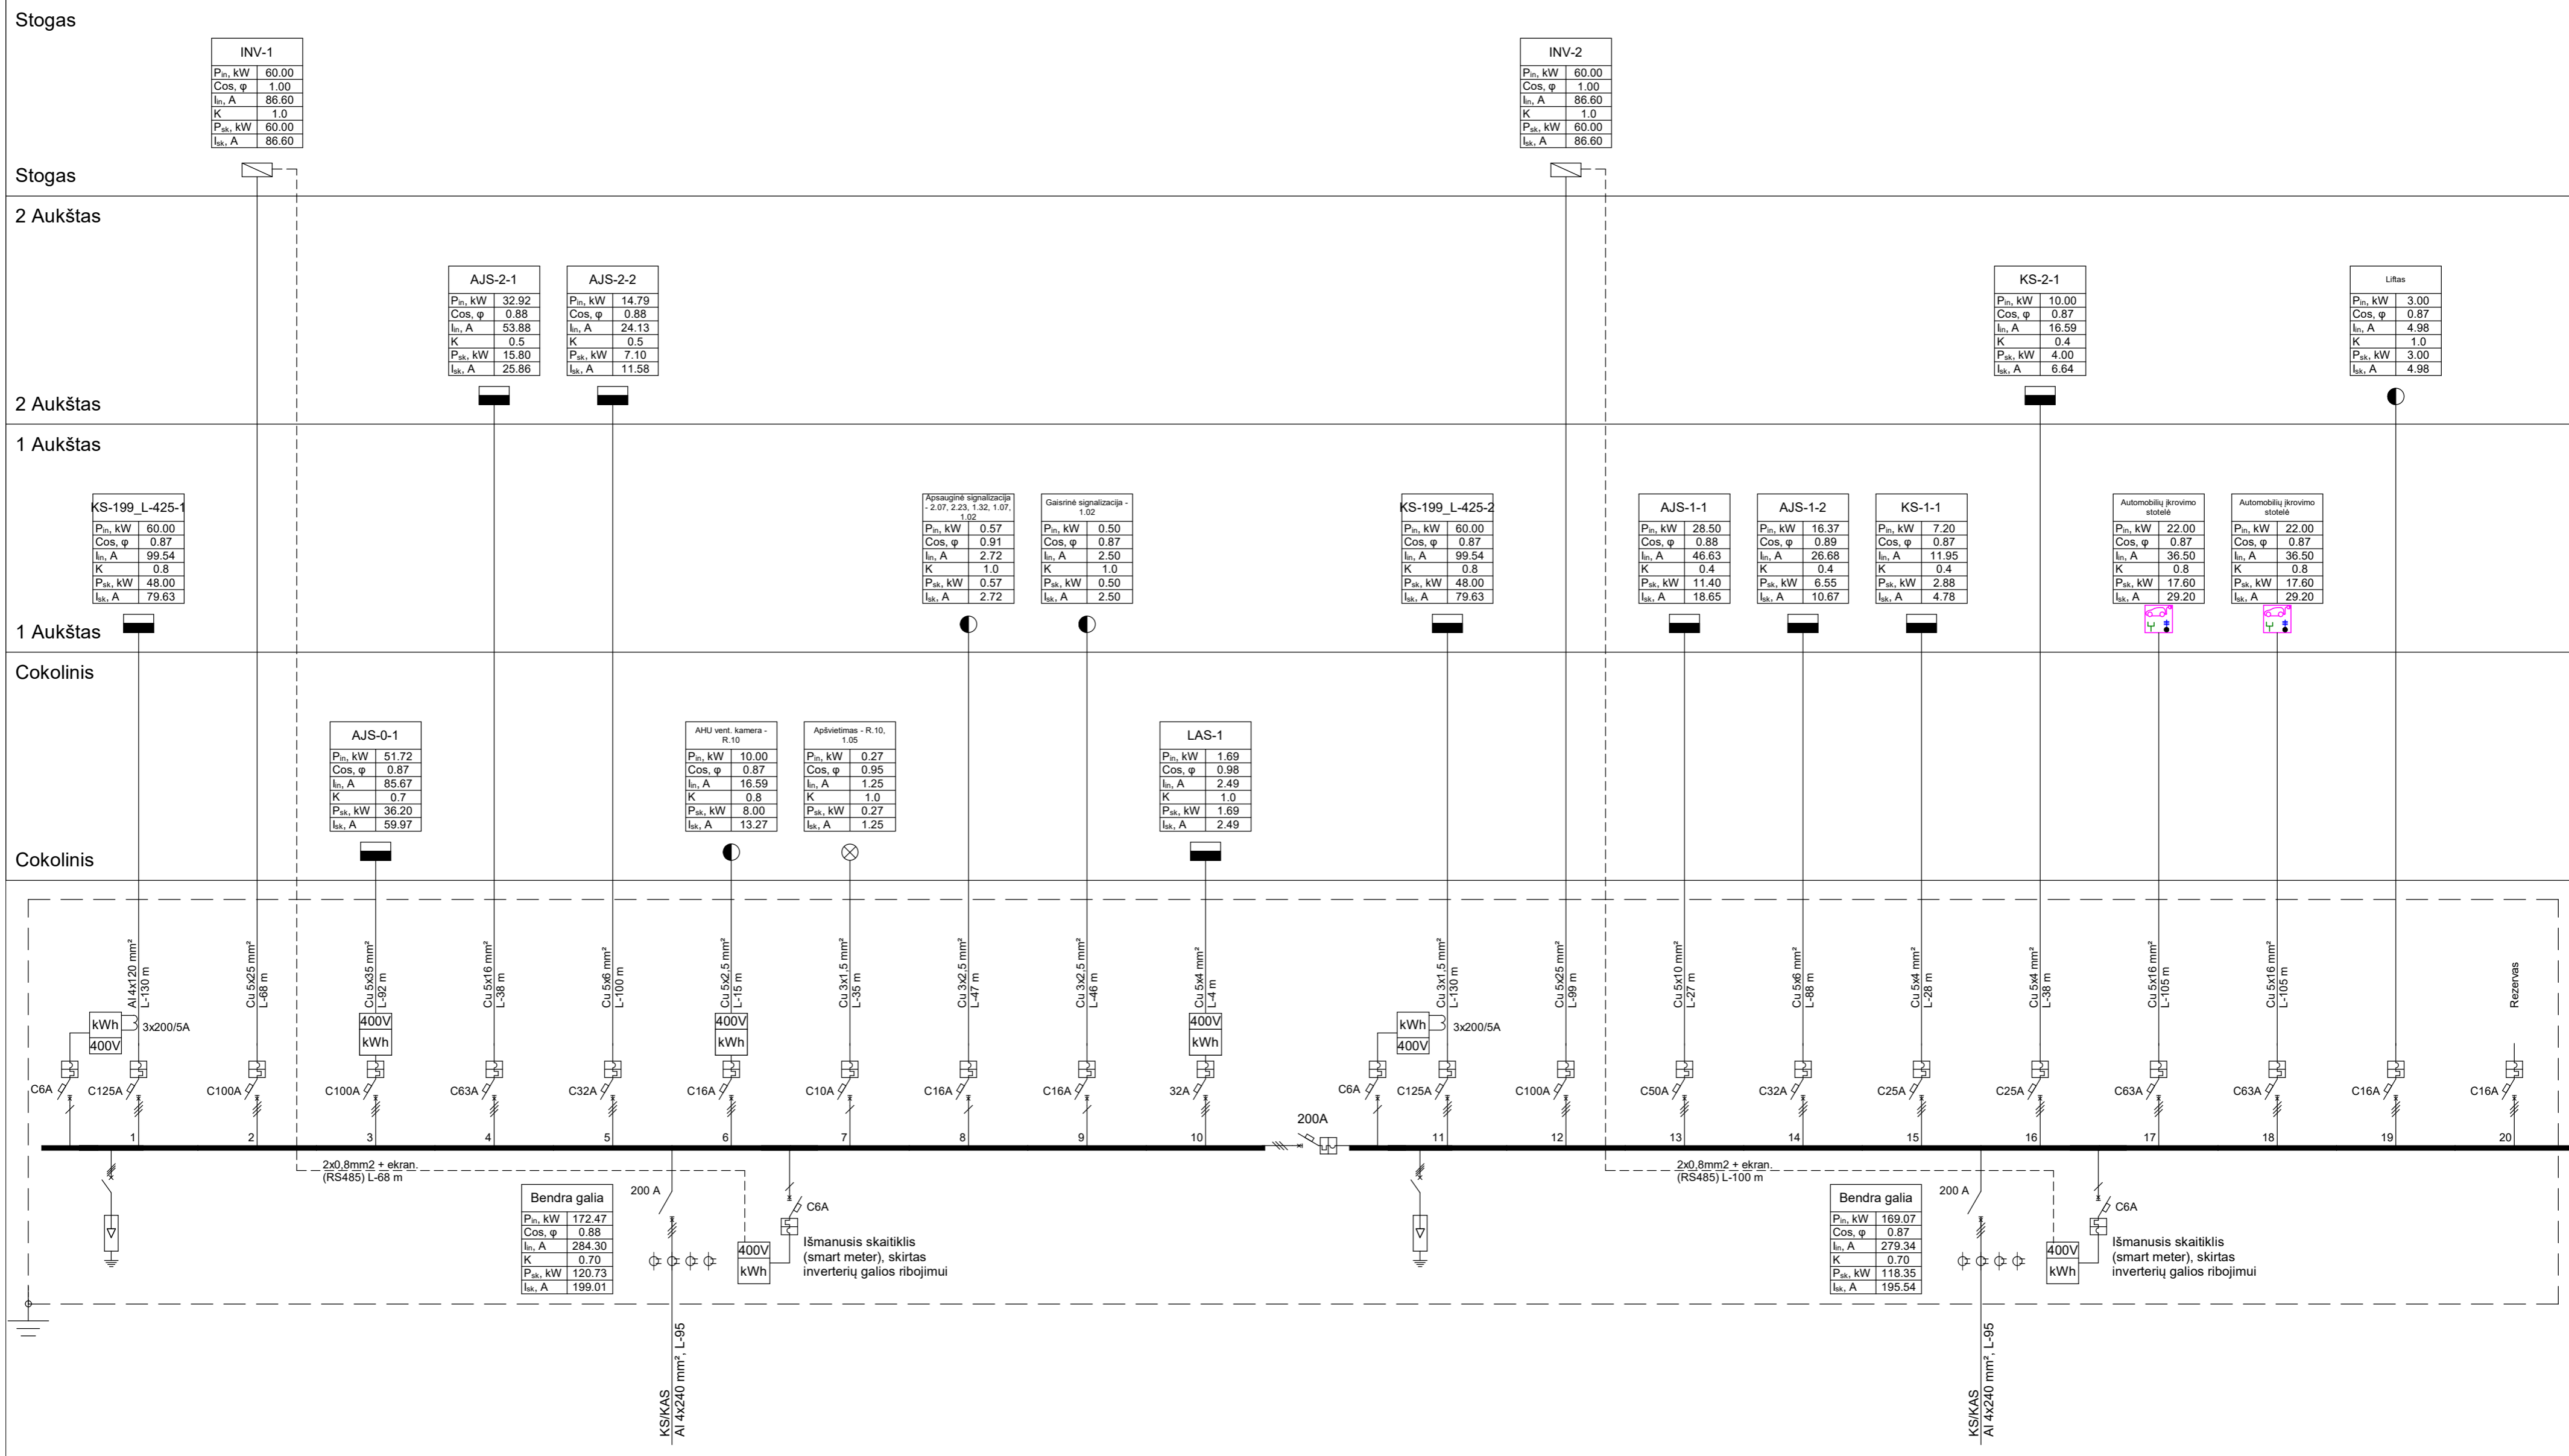 Stogas
INV-1
Pin, kW 60.00
Cos, φ 1.00
Iin, A 86.60
K 1.0
Psk, kW 60.00
Isk, A 86.60
INV-2
Pin, kW 60.00
Cos, φ 1.00
Iin, A 86.60
K 1.0
Psk, kW 60.00
Isk, A 86.60
Stogas
2 Aukštas
AJS-2-1
Pin, kW 32.92
Cos, φ 0.88
Iin, A 53.88
K 0.5
Psk, kW 15.80
Isk, A 25.86
AJS-2-2
Pin, kW 14.79
Cos, φ 0.88
Iin, A 24.13
K 0.5
Psk, kW 7.10
Isk, A 11.58
KS-2-1
Pin, kW 10.00
Cos, φ 0.87
Iin, A 16.59
K 0.4
Psk, kW 4.00
Isk, A 6.64
Liftas
Pin, kW 3.00
Cos, φ 0.87
Iin, A 4.98
K 1.0
Psk, kW 3.00
Isk, A 4.98
2 Aukštas
1 Aukštas
KS-199_L-425-1
Pin, kW 60.00
Cos, φ 0.87
Iin, A 99.54
K 0.8
Psk, kW 48.00
Isk, A 79.63
Apsauginė signalizacija
- 2.07, 2.23, 1.32, 1.07,
1.02
Pin, kW 0.57
Cos, φ 0.91
Iin, A 2.72
K 1.0
Psk, kW 0.57
Isk, A 2.72
Gaisrinė signalizacija -
1.02
Pin, kW 0.50
Cos, φ 0.87
Iin, A 2.50
K 1.0
Psk, kW 0.50
Isk, A 2.50
KS-199_L-425-2
Pin, kW 60.00
Cos, φ 0.87
Iin, A 99.54
K 0.8
Psk, kW 48.00
Isk, A 79.63
AJS-1-1
Pin, kW 28.50
Cos, φ 0.88
Iin, A 46.63
K 0.4
Psk, kW 11.40
Isk, A 18.65
AJS-1-2
Pin, kW 16.37
Cos, φ 0.89
Iin, A 26.68
K 0.4
Psk, kW 6.55
Isk, A 10.67
KS-1-1
Pin, kW 7.20
Cos, φ 0.87
Iin, A 11.95
K 0.4
Psk, kW 2.88
Isk, A 4.78
Automobilių įkrovimo
stotelė
Pin, kW 22.00
Cos, φ 0.87
Iin, A 36.50
K 0.8
Psk, kW 17.60
Isk, A 29.20
Automobilių įkrovimo
stotelė
Pin, kW 22.00
Cos, φ 0.87
Iin, A 36.50
K 0.8
Psk, kW 17.60
Isk, A 29.20
1 Aukštas
Cokolinis
AJS-0-1
Pin, kW 51.72
Cos, φ 0.87
Iin, A 85.67
K 0.7
Psk, kW 36.20
Isk, A 59.97
AHU vent. kamera -
R.10
Pin, kW 10.00
Cos, φ 0.87
Iin, A 16.59
K 0.8
Psk, kW 8.00
Isk, A 13.27
Apšvietimas - R.10,
1.05
Pin, kW 0.27
Cos, φ 0.95
Iin, A 1.25
K 1.0
Psk, kW 0.27
Isk, A 1.25
LAS-1
Pin, kW 1.69
Cos, φ 0.98
Iin, A 2.49
K 1.0
Psk, kW 1.69
Isk, A 2.49
Cokolinis
Al 4x120 mm²
L-130 m
Cu 5x25 mm²
L-68 m
Cu 5x35 mm²
L-92 m
Cu 5x16 mm²
L-38 m
Cu 5x6 mm²
L-100 m
Cu 5x2,5 mm²
L-15 m
Cu 3x1,5 mm²
L-35 m
Cu 3x2,5 mm²
L-47 m
Cu 3x2,5 mm²
L-46 m
Cu 5x4 mm²
L-4 m
Cu 3x1,5 mm²
L-130 m
Cu 5x25 mm²
L-99 m
Cu 5x10 mm²
L-27 m
Cu 5x6 mm²
L-88 m
Cu 5x4 mm²
L-28 m
Cu 5x4 mm²
L-38 m
Cu 5x16 mm²
L-105 m
Cu 5x16 mm²
L-105 m
Rezervas
kWh
400V
3x200/5A
400V
kWh
400V
kWh
400V
kWh
kWh
400V
3x200/5A
C6A
C125A
C100A
C100A
C63A
C32A
C16A
C10A
C16A
C16A
32A
C6A
C125A
C100A
C50A
C32A
C25A
C25A
C63A
C63A
C16A
C16A
200A
1 2 3 4 5 6 7 8 9 10 11 12 13 14 15 16 17 18 19 20
2x0,8mm2 + ekran.
(RS485) L-68 m
Bendra galia
Pin, kW 172.47
Cos, φ 0.88
Iin, A 284.30
K 0.70
Psk, kW 120.73
Isk, A 199.01
200 A
C6A
400V
kWh
Išmanusis skaitiklis
(smart meter), skirtas
inverterių galios ribojimui
KS/KAS
Al 4x240 mm², L-95
2x0,8mm2 + ekran.
(RS485) L-100 m
Bendra galia
Pin, kW 169.07
Cos, φ 0.87
Iin, A 279.34
K 0.70
Psk, kW 118.35
Isk, A 195.54
200 A
C6A
400V
kWh
Išmanusis skaitiklis
(smart meter), skirtas
inverterių galios ribojimui
KS/KAS
Al 4x240 mm², L-95